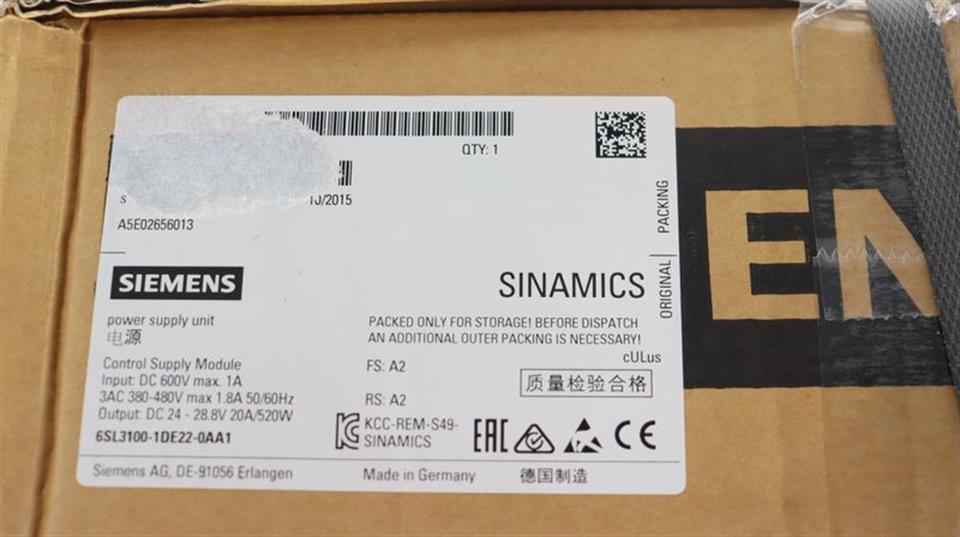 QTY: 1
S
10/2015
A5E02656013
ORIGINAL PACKING
SIEMENS
SINAMICS
power supply unit
电源
PACKED ONLY FOR STORAGE! BEFORE DISPATCH
AN ADDITIONAL OUTER PACKING IS NECESSARY!
cULus
Control Supply Module
Input: DC 600V max. 1A
3AC 380-480V max 1.8A 50/60Hz
Output: DC 24 - 28.8V 20A/520W
6SL3100-1DE22-0AA1
FS: A2
RS: A2
质量检验合格
KCC-REM-S49-
SINAMICS
EAC
CE
Siemens AG, DE-91056 Erlangen
Made in Germany
德国制造
EN